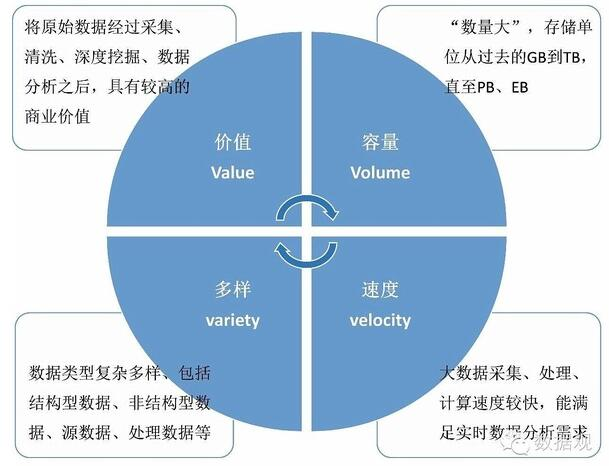 将原始数据经过采集、
清洗、深度挖掘、数据
分析之后，具有较高的
商业价值
“数量大”，存储单
位从过去的GB到TB，
直至PB、EB
价值
Value
容量
Volume
多样
variety
速度
velocity
数据类型复杂多样、包括
结构型数据、非结构型数
据、源数据、处理数据等
大数据采集、处理、
计算速度较快，能满
足实时数据分析需求
数据观